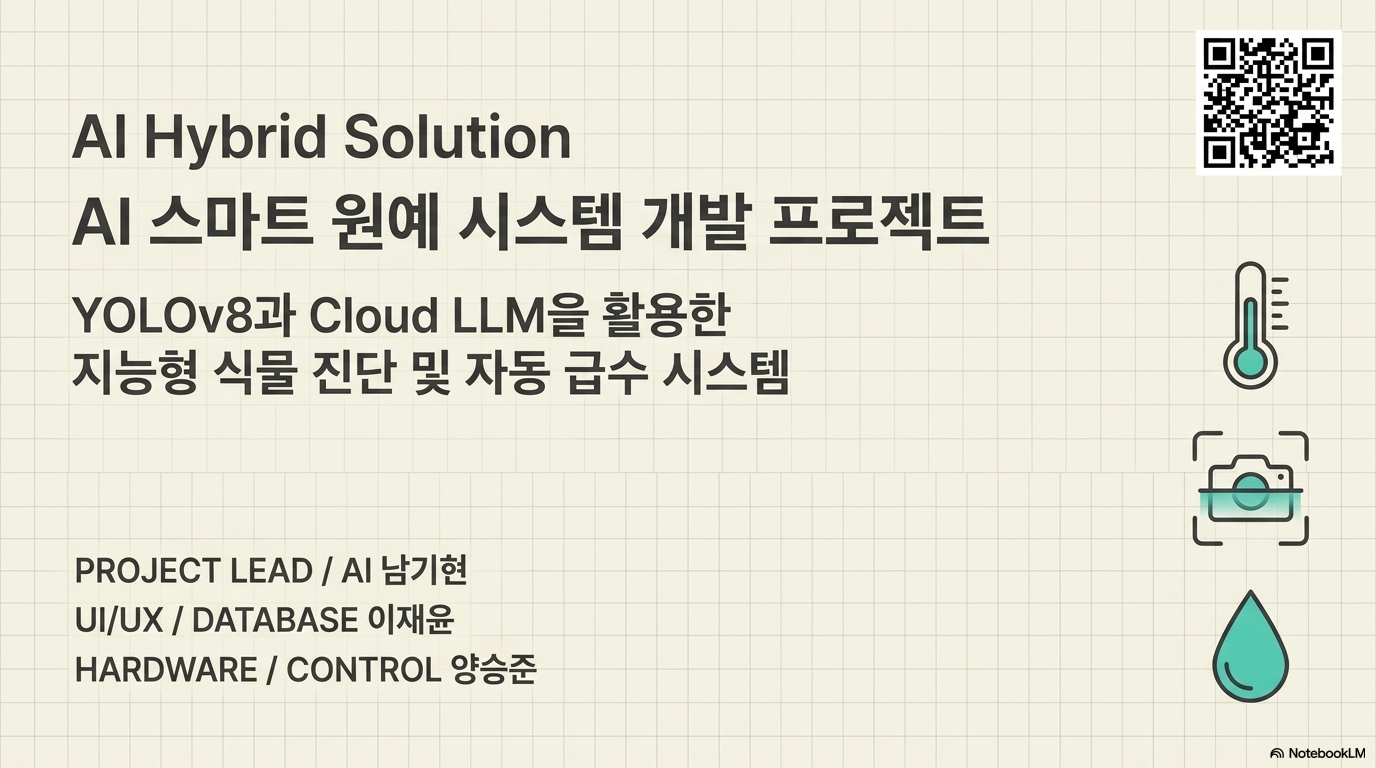 AI Hybrid Solution
AI 스마트 원예 시스템 개발 프로젝트
YOLOv8과 Cloud LLM을 활용한
지능형 식물 진단 및 자동 급수 시스템
PROJECT LEAD / AI 남기현
UI/UX / DATABASE 이재윤
HARDWARE / CONTROL 양승준
NotebookLM